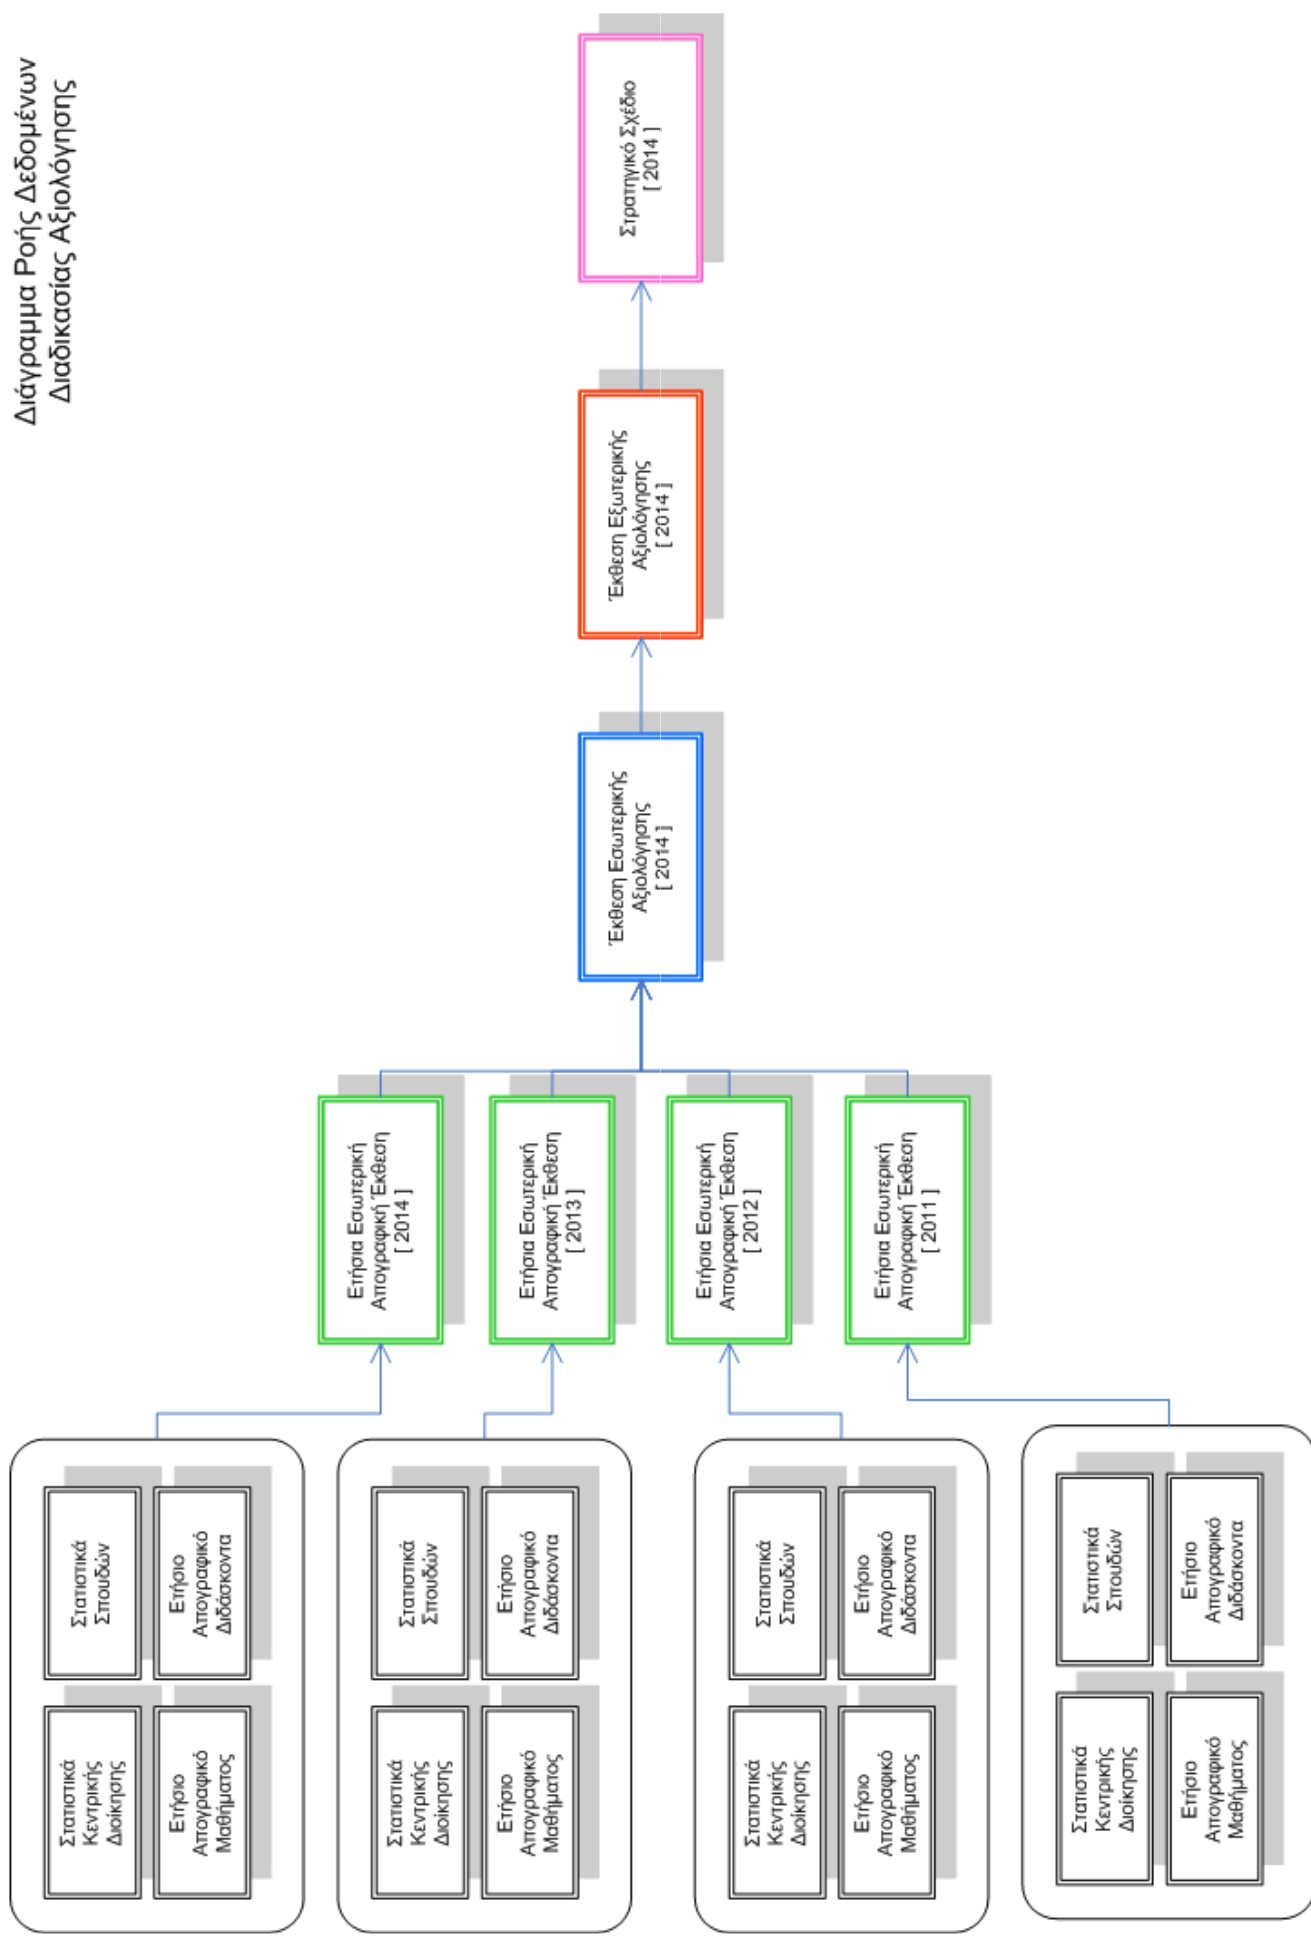 Διάγραμμα Ροής Δεδομένων
Διαδικασίας Αξιολόγησης
Στατιστικά
Κεντρικής
Διοίκησης
Στατιστικά
Σπουδών
Ετήσιο
Απογραφικό
Μαθήματος
Ετήσιο
Απογραφικό
Διδάσκοντα
Στατιστικά
Κεντρικής
Διοίκησης
Στατιστικά
Σπουδών
Ετήσιο
Απογραφικό
Μαθήματος
Ετήσιο
Απογραφικό
Διδάσκοντα
Στατιστικά
Κεντρικής
Διοίκησης
Στατιστικά
Σπουδών
Ετήσιο
Απογραφικό
Μαθήματος
Ετήσιο
Απογραφικό
Διδάσκοντα
Στατιστικά
Κεντρικής
Διοίκησης
Στατιστικά
Σπουδών
Ετήσιο
Απογραφικό
Μαθήματος
Ετήσιο
Απογραφικό
Διδάσκοντα
Ετήσια Εσωτερική
Απογραφική Έκθεση
[ 2014 ]
Ετήσια Εσωτερική
Απογραφική Έκθεση
[ 2013 ]
Ετήσια Εσωτερική
Απογραφική Έκθεση
[ 2012 ]
Ετήσια Εσωτερική
Απογραφική Έκθεση
[ 2011 ]
Έκθεση Εσωτερικής
Αξιολόγησης
[ 2014 ]
Έκθεση Εξωτερικής
Αξιολόγησης
[ 2014 ]
Στρατηγικό Σχέδιο
[ 2014 ]